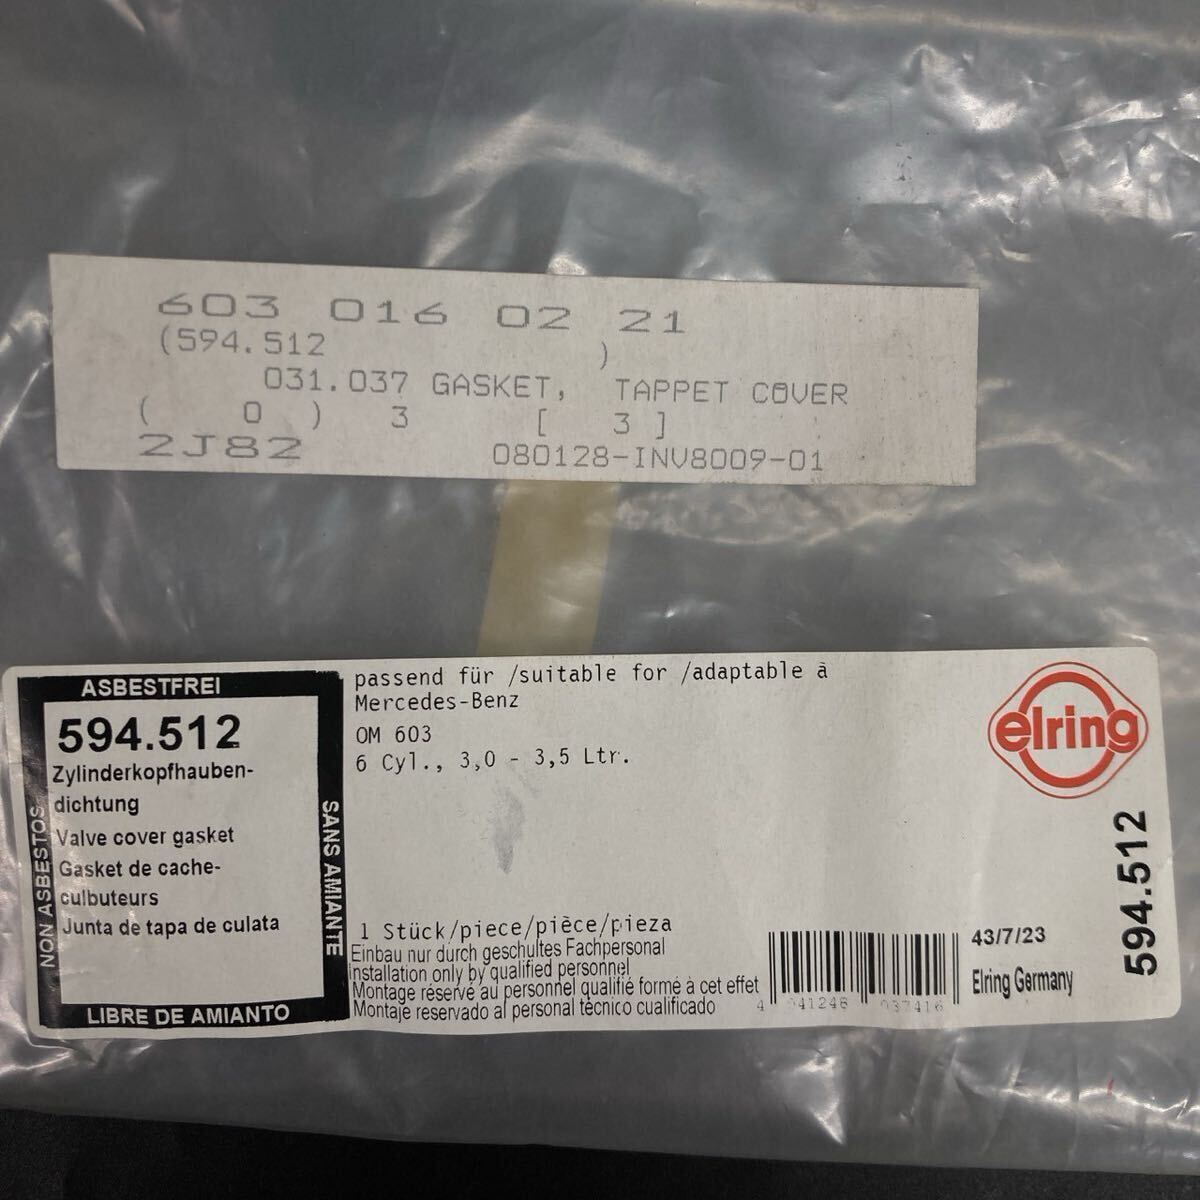 603 016 02 21
(594.512 )
031.037 GASKET, TAPPET COVER
( 0 ) 3 [ 3 ]
2J82 080128-INV8009-01
ASBESTFREI
594.512
Zylinderkopfhauben-
dichtung
Valve cover gasket
Gasket de cache-
culbuteurs
Junta de tapa de culata
NON ASBESTOS
SANS AMIANTE
LIBRE DE AMIANTO
passend für /suitable for /adaptable à
Mercedes-Benz
OM 603
6 Cyl., 3,0 - 3,5 Ltr.
1 Stück/piece/pièce/pieza
Einbau nur durch geschultes Fachpersonal
Installation only by qualified personnel
Montage réservé au personnel qualifié formé à cet effet
Montaje reservado al personal técnico cualificado
4 041248 037416
43/7/23
Elring Germany
elring
594.512